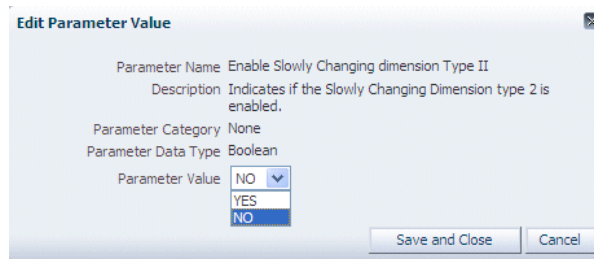 Edit Parameter Value
Parameter Name Enable Slowly Changing dimension Type II
Description Indicates if the Slowly Changing Dimension type 2 is
enabled.
Parameter Category None
Parameter Data Type Boolean
Parameter Value NO
YES
NO
Save and Close Cancel